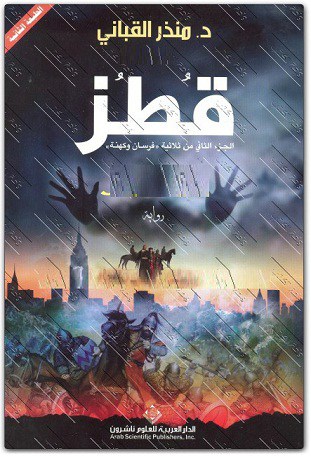 الطبعة الثانية
د. منذر القباني
قُطُز
الجزء الثاني من ثلاثية «فرسان وكهنة»
رواية
الدار العربية للعلوم ناشرون
Arab Scientific Publishers, Inc.